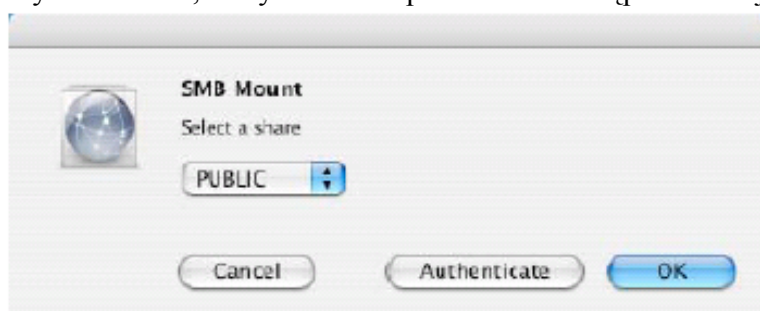 SMB Mount
Select a share
PUBLIC
Cancel
Authenticate
OK